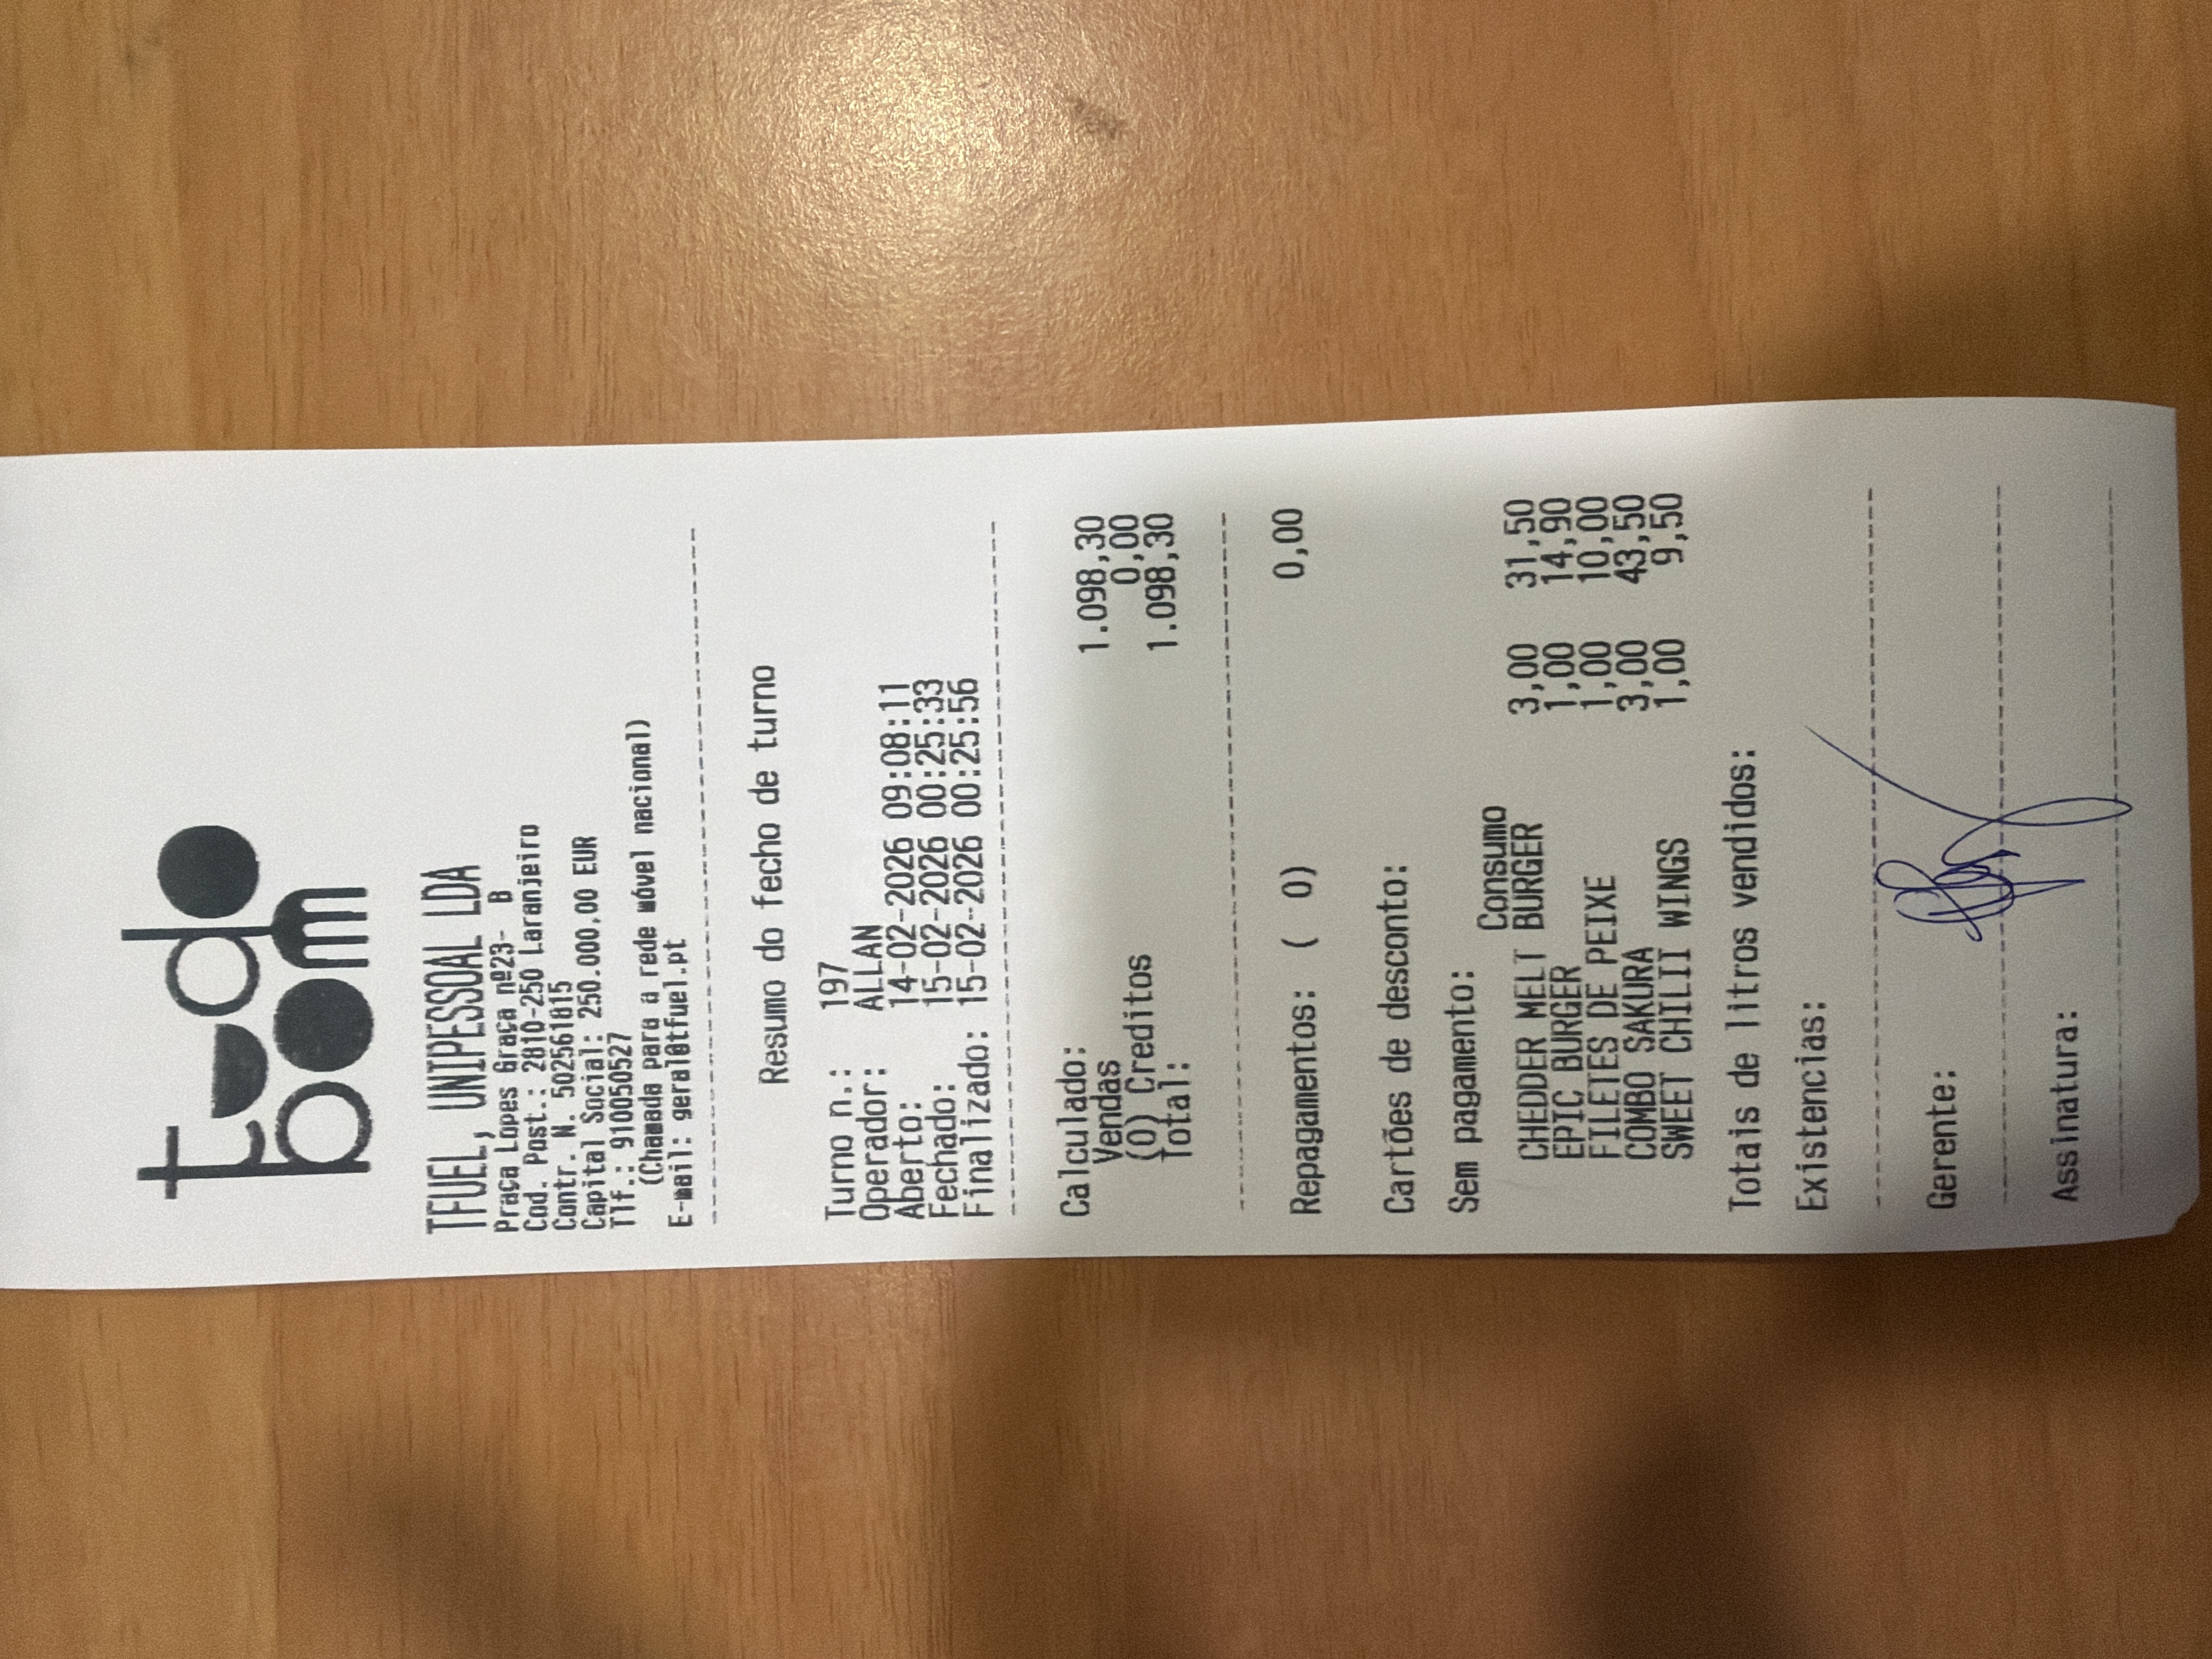 tudo
bom
TFUEL, UNIPESSOAL LDA
Praça Lopes Graça nº23- B
Cod. Post.: 2810-250 Laranjeiro
Contr. N. 502561815
Capital Social: 250.000,00 EUR
Tlf.: 910050527
(Chamada para a rede móvel nacional)
E-mail: geral@tfuel.pt
Resumo do fecho de turno
Turno n.: 197
Operador: ALLAN
Aberto: 14-02-2026 09:08:11
Fechado: 15-02-2026 00:25:33
Finalizado: 15-02-2026 00:25:56
Calculado:
Vendas 1.098,30
(0) Creditos 0,00
Total: 1.098,30
Repagamentos: ( 0) 0,00
Cartões de desconto:
Sem pagamento:
Consumo
CHEDDER MELT BURGER 3,00 31,50
EPIC BURGER 1,00 14,90
FILETES DE PEIXE 1,00 10,00
COMBO SAKURA 3,00 43,50
SWEET CHILII WINGS 1,00 9,50
Totais de litros vendidos:
Existencias:
Gerente:
Assinatura: